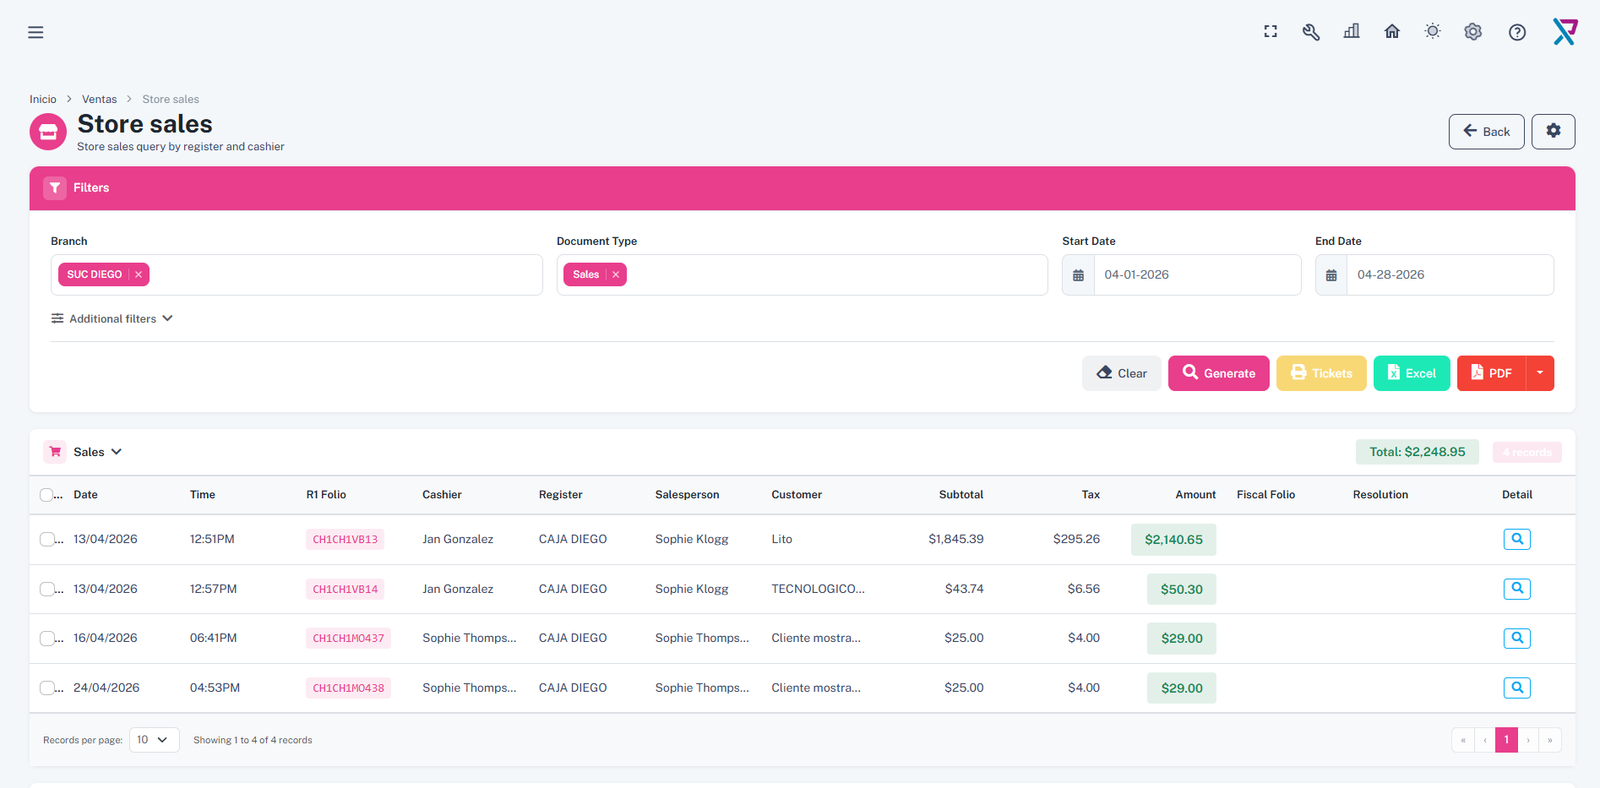 Inicio > Ventas > Store sales
Store sales
Store sales query by register and cashier
Back
Filters
Branch
Document Type
Start Date
End Date
SUC DIEGO ×
Sales ×
04-01-2026
04-28-2026
Additional filters
Clear
Generate
Tickets
Excel
PDF
Sales
Total: $2,248.95
4 records
... Date Time R1 Folio Cashier Register Salesperson Customer Subtotal Tax Amount Fiscal Folio Resolution Detail
... 13/04/2026 12:51PM CH1CH1VB13 Jan Gonzalez CAJA DIEGO Sophie Klogg Lito $1,845.39 $295.26 $2,140.65
... 13/04/2026 12:57PM CH1CH1VB14 Jan Gonzalez CAJA DIEGO Sophie Klogg TECNOLOGICO... $43.74 $6.56 $50.30
... 16/04/2026 06:41PM CH1CH1MO437 Sophie Thomps... CAJA DIEGO Sophie Thomps... Cliente mostra... $25.00 $4.00 $29.00
... 24/04/2026 04:53PM CH1CH1MO438 Sophie Thomps... CAJA DIEGO Sophie Thomps... Cliente mostra... $25.00 $4.00 $29.00
Records per page: 10 Showing 1 to 4 of 4 records
« ‹ 1 › »